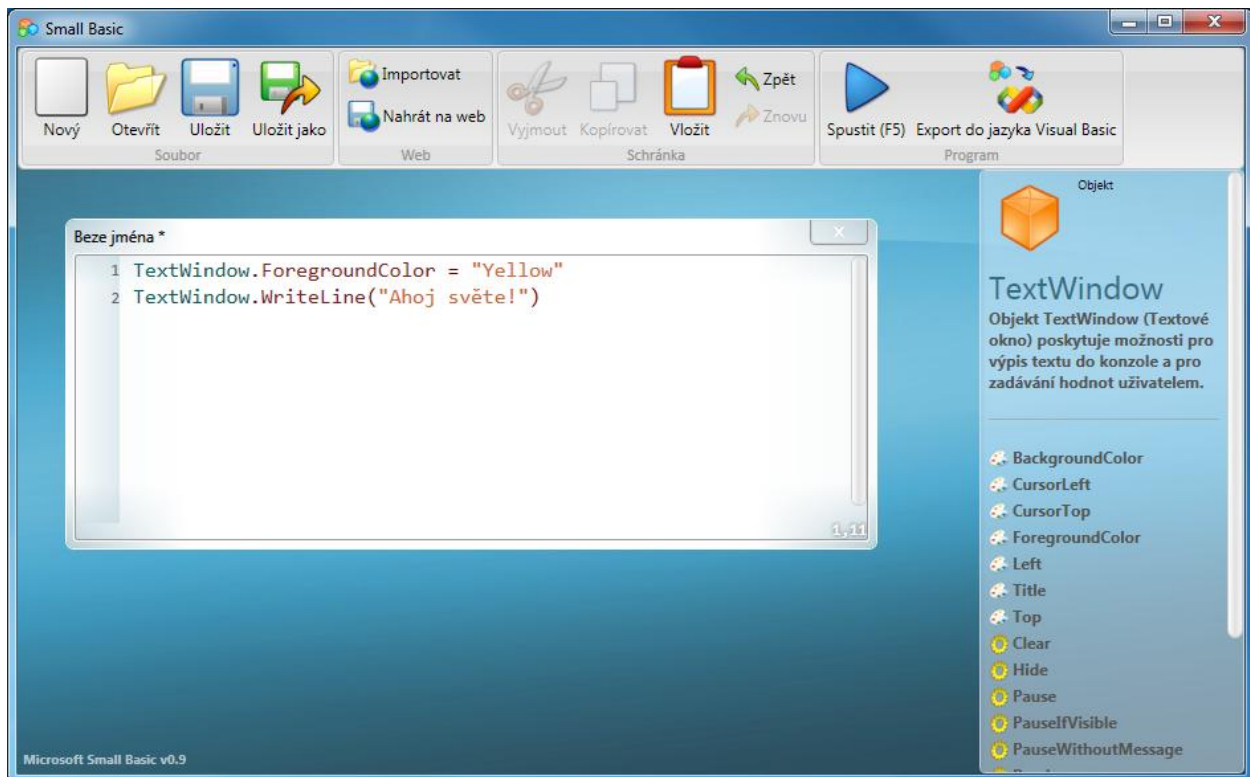 Small Basic
Nový
Otevřít
Uložit
Uložit jako
Soubor
Importovat
Nahrát na web
Web
Vyjmout
Kopírovat
Vložit
Zpět
Znovu
Schránka
Spustit (F5)
Export do jazyka Visual Basic
Program
Beze jména *
1 TextWindow.ForegroundColor = "Yellow"
2 TextWindow.WriteLine("Ahoj světe!")
1,11
Objekt
TextWindow
Objekt TextWindow (Textové
okno) poskytuje možnosti pro
výpis textu do konzole a pro
zadávání hodnot uživatelem.
BackgroundColor
CursorLeft
CursorTop
ForegroundColor
Left
Title
Top
Clear
Hide
Pause
PauseIfVisible
PauseWithoutMessage
Microsoft Small Basic v0.9